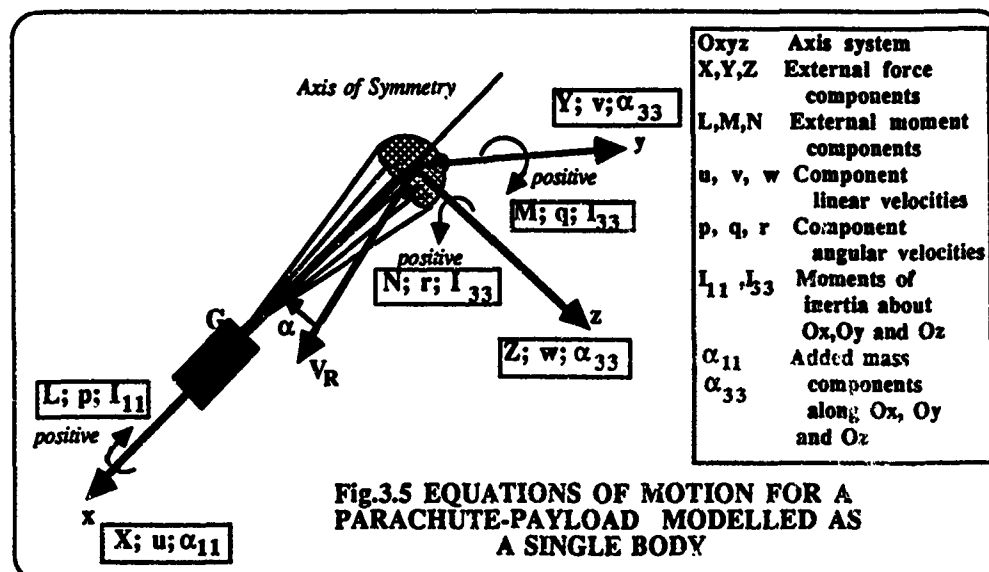 Axis of Symmetry
Y; v; α33
y
positive
M; q; I33
positive
N; r; I33
G
α
VR
z
Z; w; α33
L; p; I11
positive
x
X; u; α11
Oxyz Axis system
X,Y,Z External force
components
L,M,N External moment
components
u, v, w Component
linear velocities
p, q, r Component
angular velocities
I11 ,I33 Moments of
inertia about
Ox,Oy and Oz
α11 Added mass
α33 components
along Ox, Oy
and Oz
Fig.3.5 EQUATIONS OF MOTION FOR A
PARACHUTE-PAYLOAD MODELLED AS
A SINGLE BODY